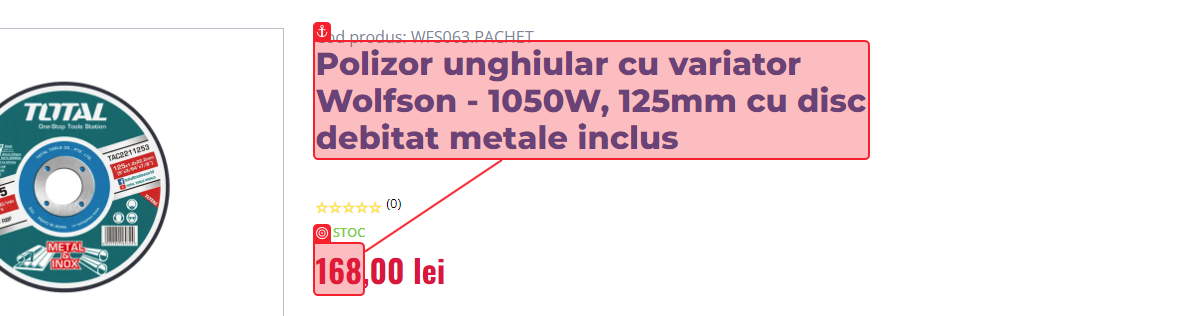 Cod produs: WFS063.PACHET
Polizor unghiular cu variator
Wolfson - 1050W, 125mm cu disc
debitat metale inclus
(0)
STOC
168,00 lei
TOTAL
One-Stop Tools Station
TAC2211253
METAL
&
INOX